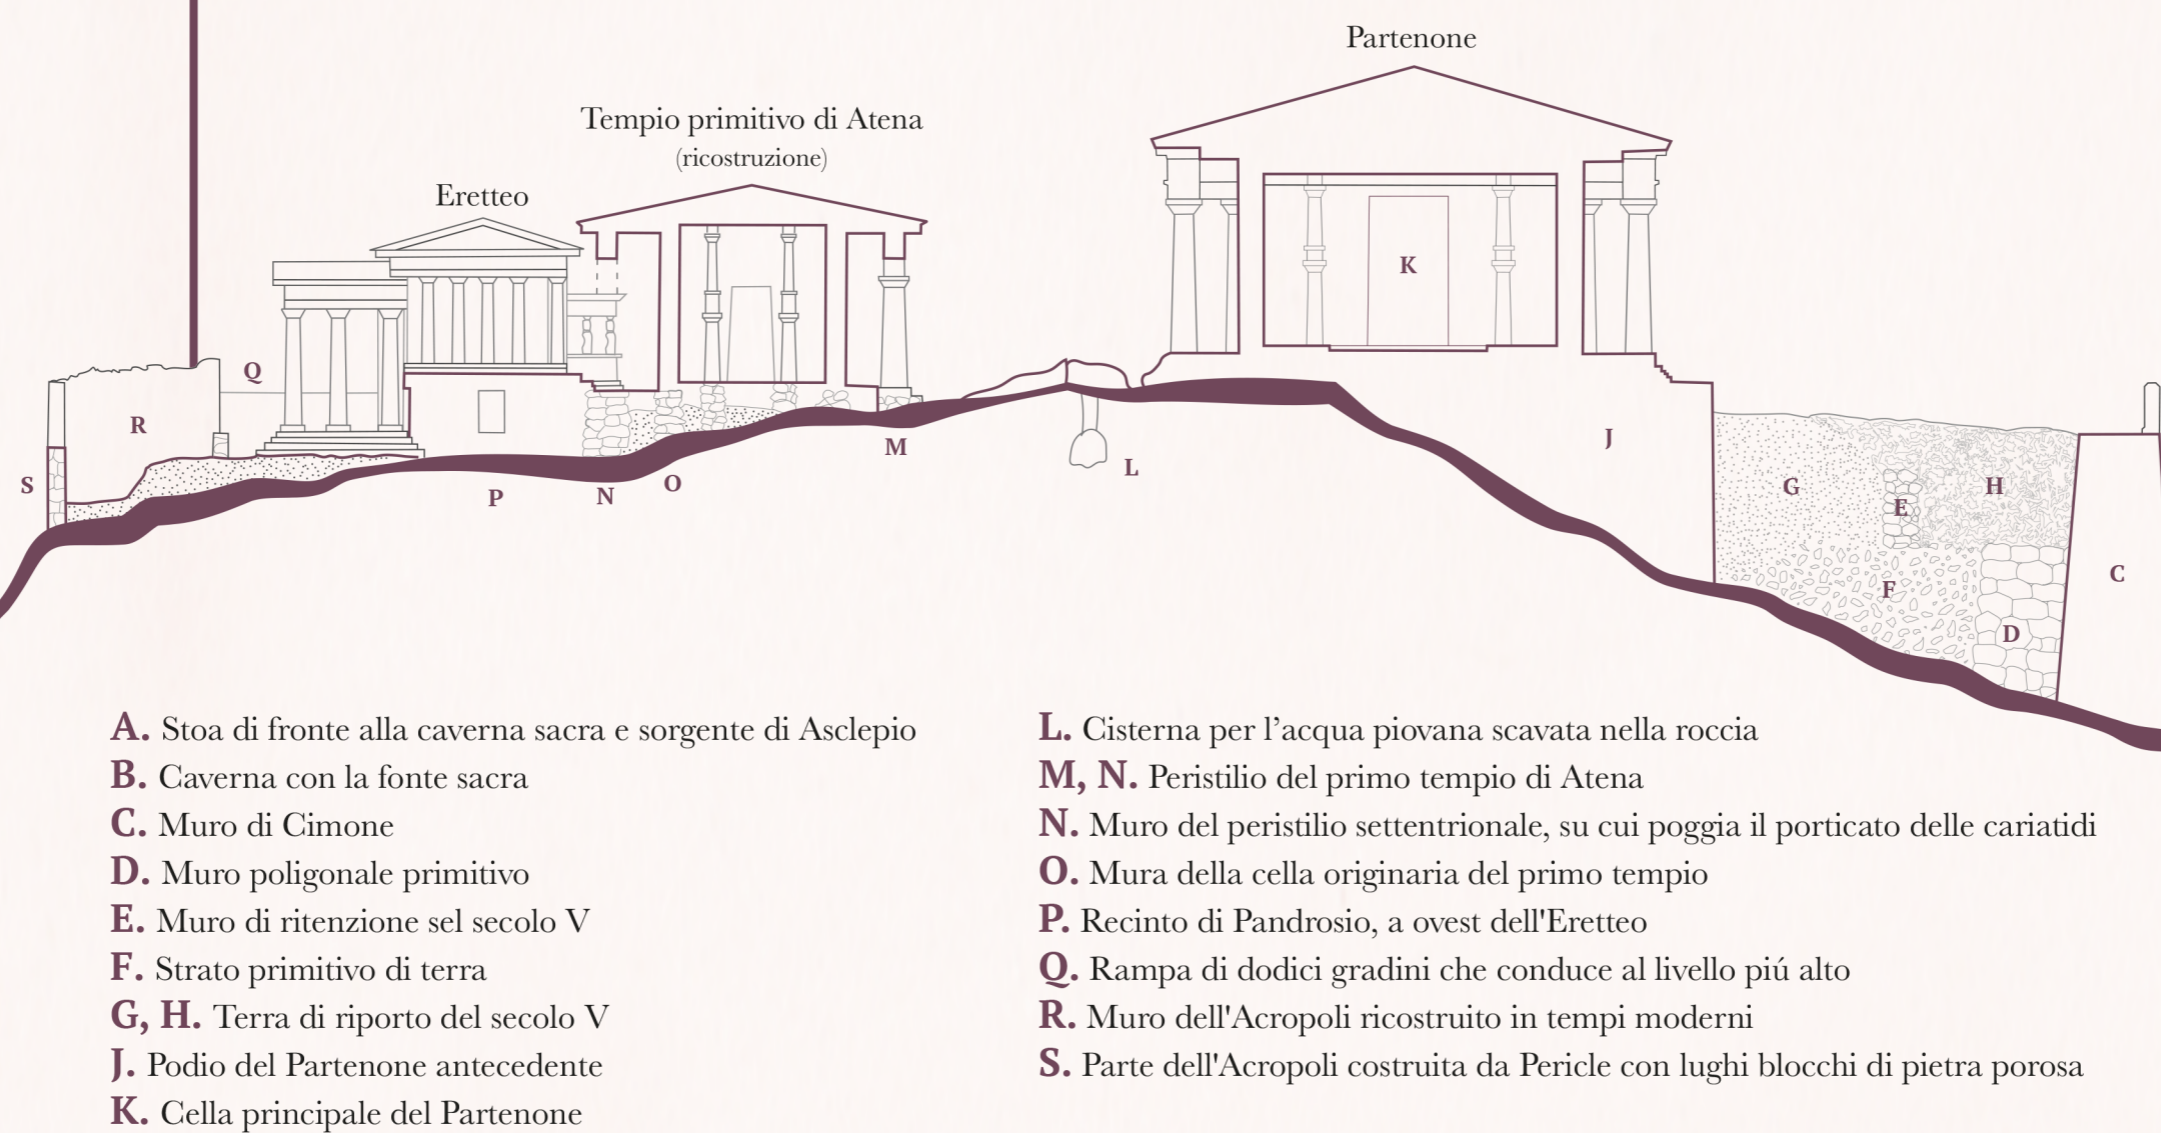 Partenone
Tempio primitivo di Atena
(ricostruzione)
Eretteo
K
Q
R
S
P
N
O
M
L
J
G
E
H
F
D
C
A. Stoa di fronte alla caverna sacra e sorgente di Asclepio
B. Caverna con la fonte sacra
C. Muro di Cimone
D. Muro poligonale primitivo
E. Muro di ritenzione sel secolo V
F. Strato primitivo di terra
G, H. Terra di riporto del secolo V
J. Podio del Partenone antecedente
K. Cella principale del Partenone
L. Cisterna per l’acqua piovana scavata nella roccia
M, N. Peristilio del primo tempio di Atena
N. Muro del peristilio settentrionale, su cui poggia il porticato delle cariatidi
O. Mura della cella originaria del primo tempio
P. Recinto di Pandrosio, a ovest dell'Eretteo
Q. Rampa di dodici gradini che conduce al livello piú alto
R. Muro dell'Acropoli ricostruito in tempi moderni
S. Parte dell'Acropoli costruita da Pericle con lughi blocchi di pietra porosa